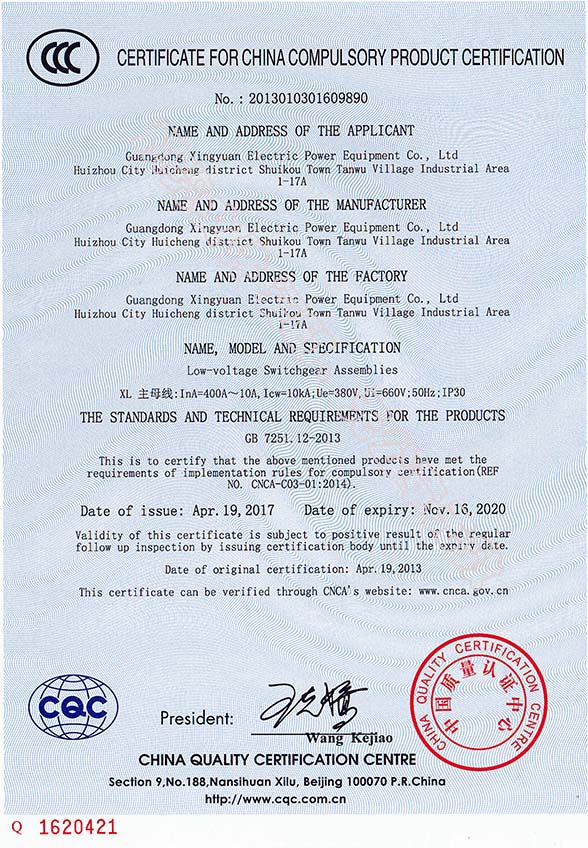 CCC
CERTIFICATE FOR CHINA COMPULSORY PRODUCT CERTIFICATION
No. : 2013010301609890
NAME AND ADDRESS OF THE APPLICANT
Guangdong Xingyuan Electric Power Equipment Co., Ltd
Huizhou City Huicheng district Shuikou Town Tanwu Village Industrial Area
1-17A
NAME AND ADDRESS OF THE MANUFACTURER
Guangdong Xingyuan Electric Power Equipment Co., Ltd
Huizhou City Huicheng district Shuikou Town Tanwu Village Industrial Area
1-17A
NAME AND ADDRESS OF THE FACTORY
Guangdong Xingyuan Electric Power Equipment Co., Ltd
Huizhou City Huicheng district Shuikou Town Tanwu Village Industrial Area
1-17A
NAME, MODEL AND SPECIFICATION
Low-voltage Switchgear Assemblies
XL 主母线:InA=400A～10A,Icw=10kA;Ue=380V,Ui=660V;50Hz;IP30
THE STANDARDS AND TECHNICAL REQUIREMENTS FOR THE PRODUCTS
GB 7251.12-2013
This is to certify that the above mentioned products have met the
requirements of implementation rules for compulsory certification(REF
NO. CNCA-C03-01:2014).
Date of issue: Apr.19,2017 Date of expiry: Nov.16,2020
Validity of this certificate is subject to positive result of the regular
follow up inspection by issuing certification body until the expiry date.
Date of original certification: Apr.19,2013
This certificate can be verified through CNCA's website: www.cnca.gov.cn
CHINA QUALITY CERTIFICATION CENTRE
中国质量认证中心
CQC
President:
Wang Kejiao
CHINA QUALITY CERTIFICATION CENTRE
Section 9,No.188,Nansihuan Xilu, Beijing 100070 P.R.China
http://www.cqc.com.cn
Q 1620421